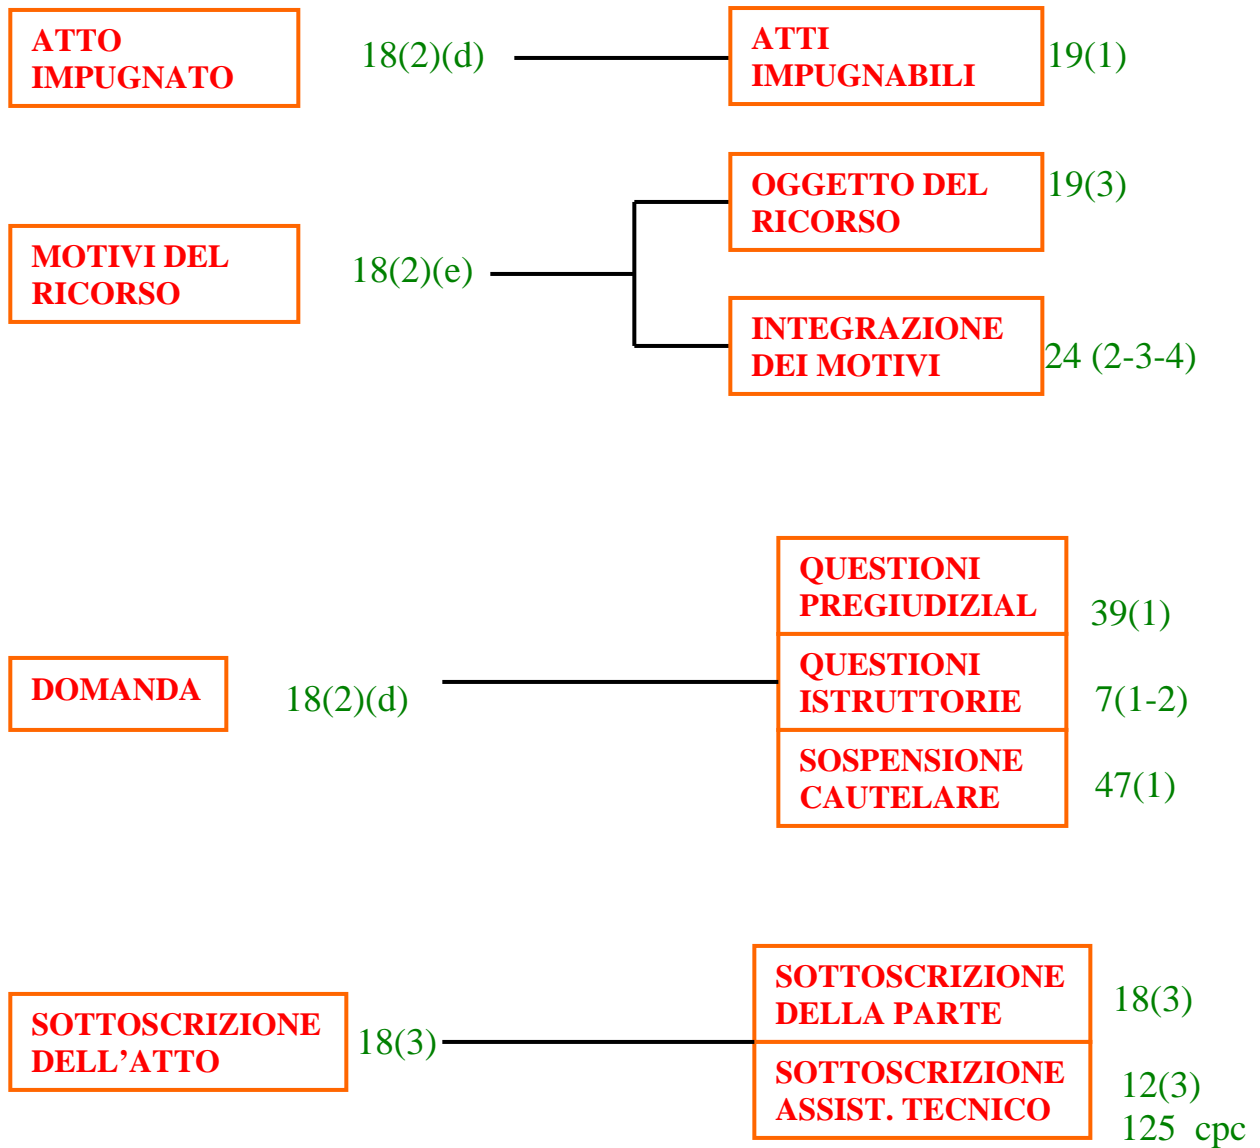 ATTO
IMPUGNATO
18(2)(d)
ATTI
IMPUGNABILI
19(1)
MOTIVI DEL
RICORSO
18(2)(e)
OGGETTO DEL
RICORSO
19(3)
INTEGRAZIONE
DEI MOTIVI
24 (2-3-4)
DOMANDA
18(2)(d)
QUESTIONI
PREGIUDIZIAL
39(1)
QUESTIONI
ISTRUTTORIE
7(1-2)
SOSPENSIONE
CAUTELARE
47(1)
SOTTOSCRIZIONE
DELL'ATTO
18(3)
SOTTOSCRIZIONE
DELLA PARTE
18(3)
SOTTOSCRIZIONE
ASSIST. TECNICO
12(3)
125 cpc